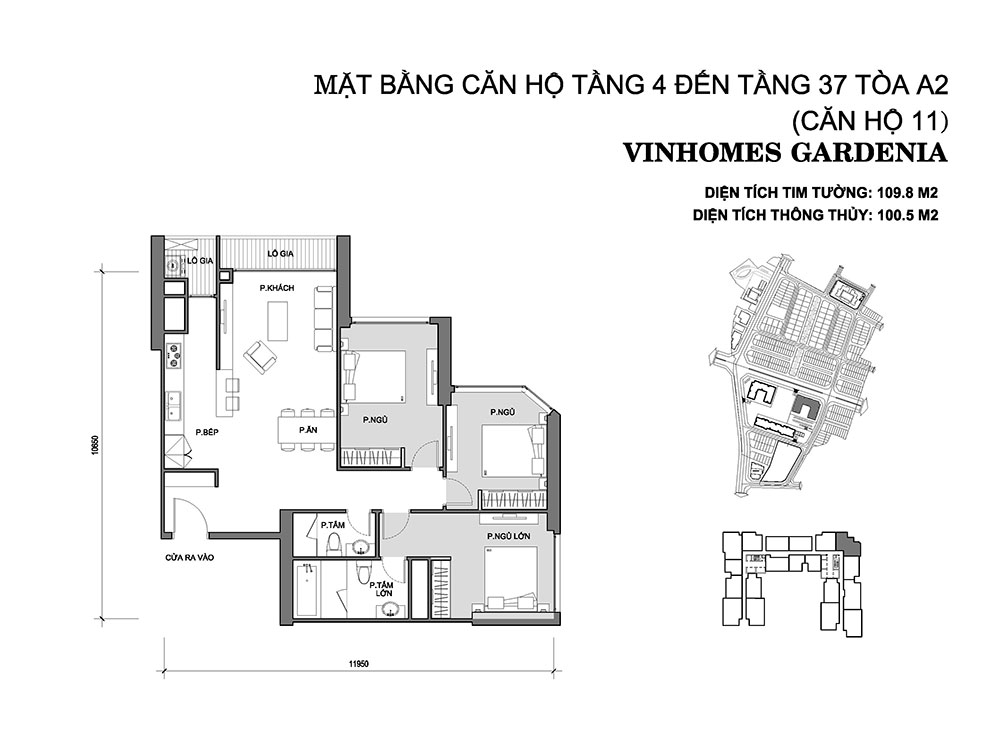 MẶT BẰNG CĂN HỘ TẦNG 4 ĐẾN TẦNG 37 TÒA A2
(CĂN HỘ 11)
VINHOMES GARDENIA
DIỆN TÍCH TIM TƯỜNG: 109.8 M2
DIỆN TÍCH THÔNG THỦY: 100.5 M2
LÔ GIA
LÔ GIA
P.KHÁCH
P.NGỦ
P.NGỦ
P.BẾP
P.ĂN
10650
P.TẮM
P.NGỦ LỚN
CỬA RA VÀO
P.TẮM
LỚN
11950